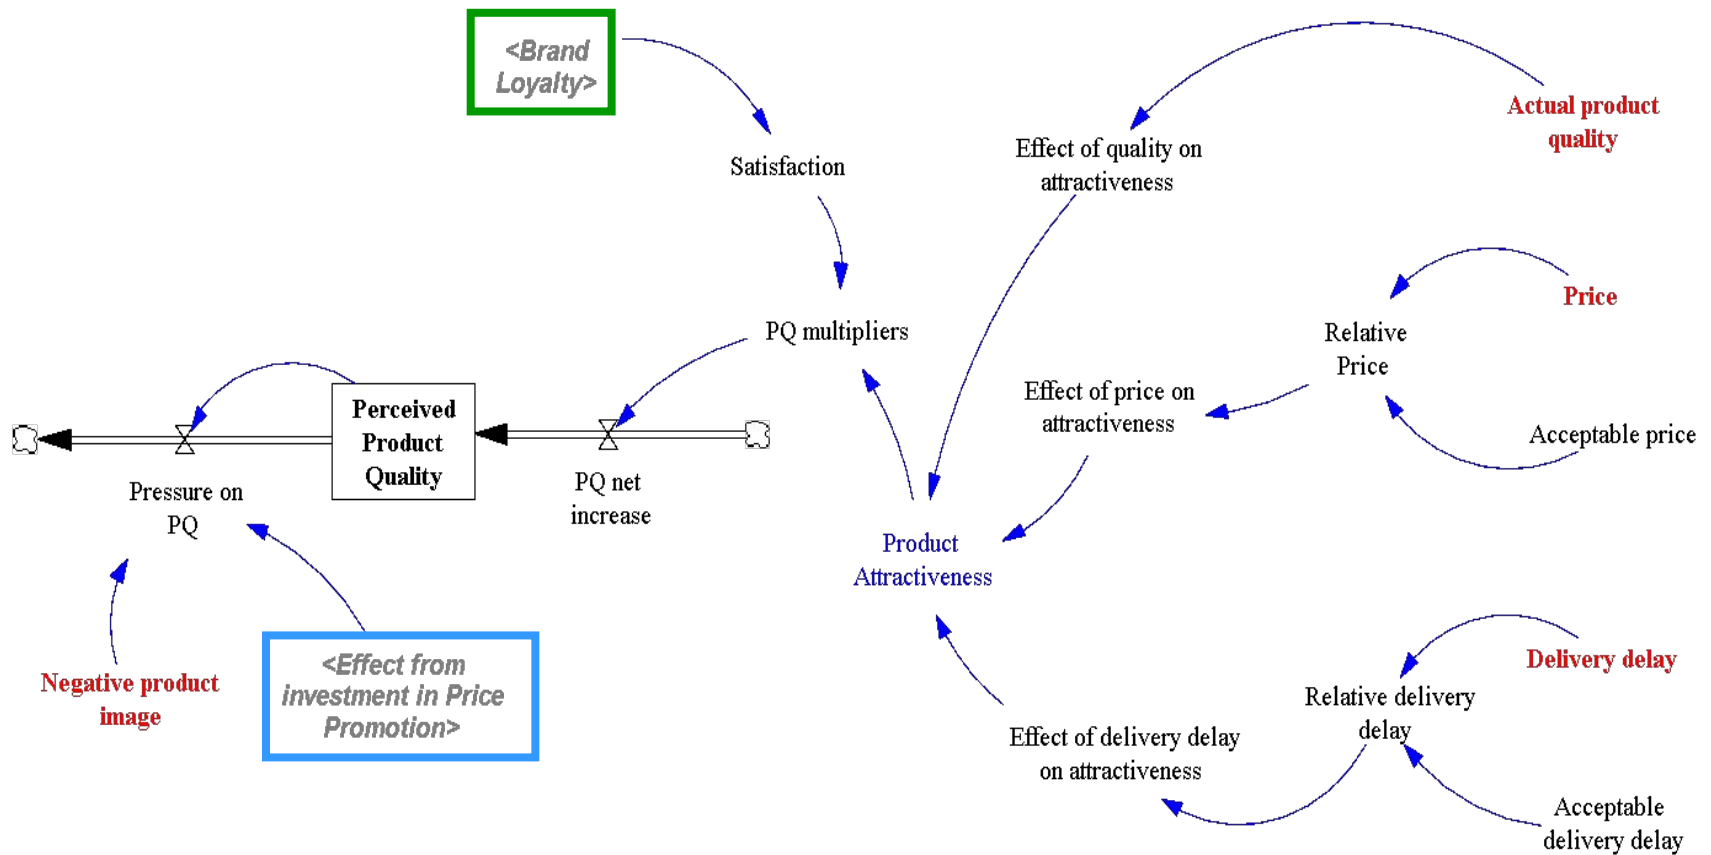 <Brand
Loyalty>
Actual product
quality
Effect of quality on
attractiveness
Satisfaction
Price
PQ multipliers
Relative
Price
Effect of price on
attractiveness
Perceived
Product
Quality
Acceptable price
PQ net
increase
Pressure on
PQ
Product
Attractiveness
Negative product
image
<Effect from
investment in Price
Promotion>
Delivery delay
Relative delivery
delay
Effect of delivery delay
on attractiveness
Acceptable
delivery delay